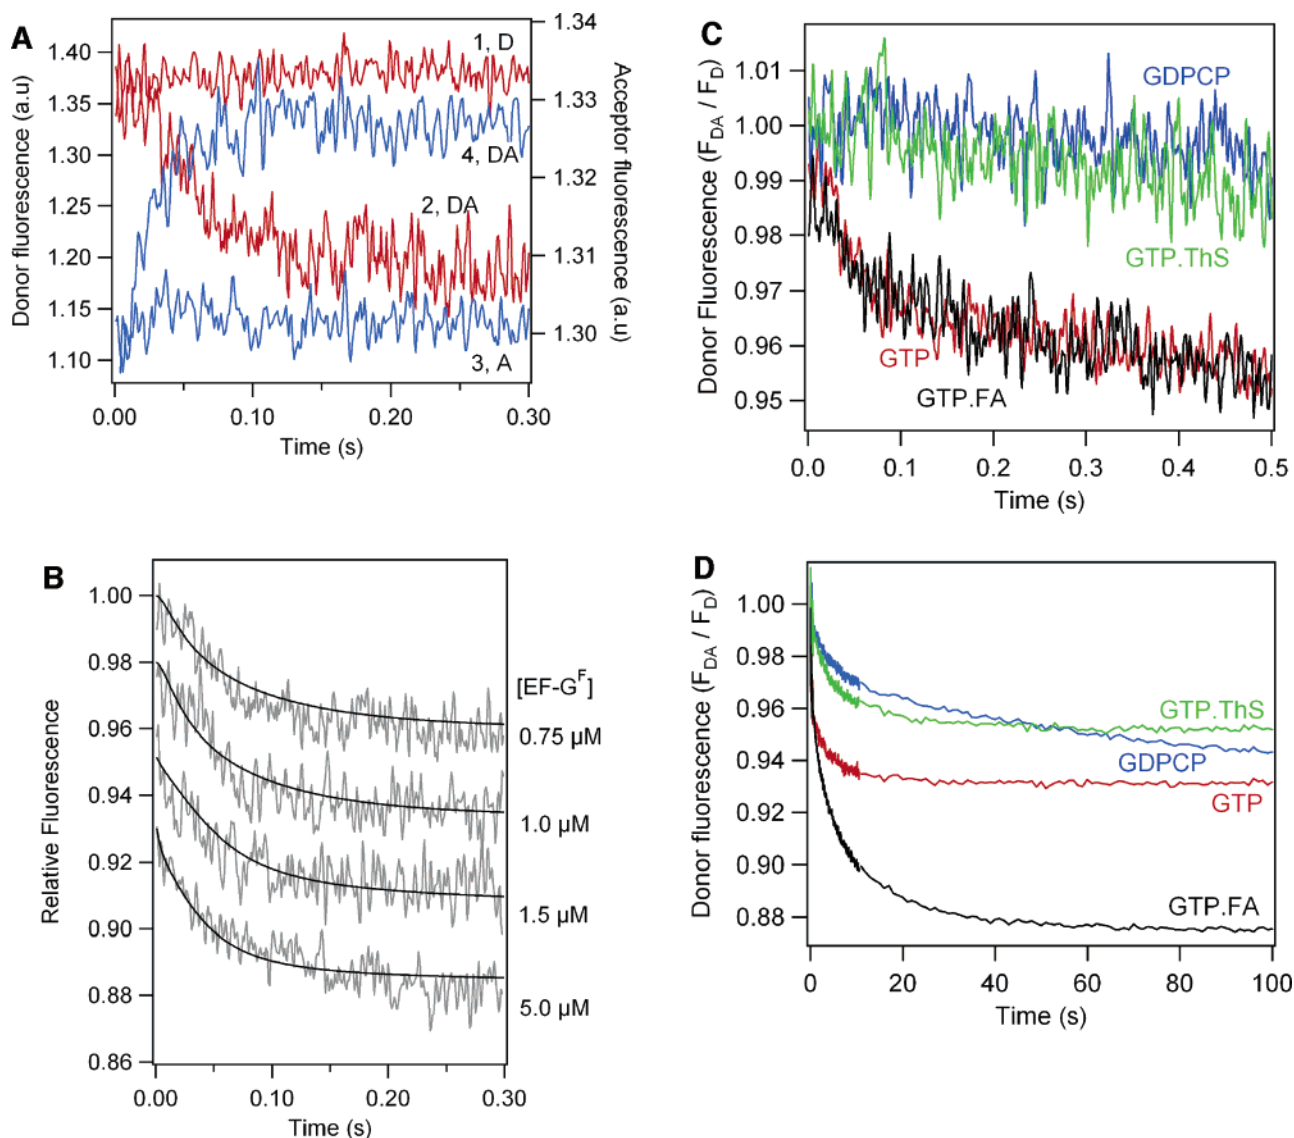 A
Donor fluorescence (a.u)
1.40
1.35
1.30
1.25
1.20
1.15
1.10
1.34
1.33
1.32
1.31
1.30
Acceptor fluorescence (a.u)
1, D
4, DA
2, DA
3, A
0.00 0.10 0.20 0.30
Time (s)
C
Donor Fluorescence (FDA / FD)
1.01
1.00
0.99
0.98
0.97
0.96
0.95
GDPCP
GTP.ThS
GTP
GTP.FA
0.0 0.1 0.2 0.3 0.4 0.5
Time (s)
B
Relative Fluorescence
1.00
0.98
0.96
0.94
0.92
0.90
0.88
0.86
[EF-GF]
0.75 µM
1.0 µM
1.5 µM
5.0 µM
0.00 0.10 0.20 0.30
Time (s)
D
Donor fluorescence (FDA / FD)
1.00
0.98
0.96
0.94
0.92
0.90
0.88
GTP.ThS
GDPCP
GTP
GTP.FA
0 20 40 60 80 100
Time (s)